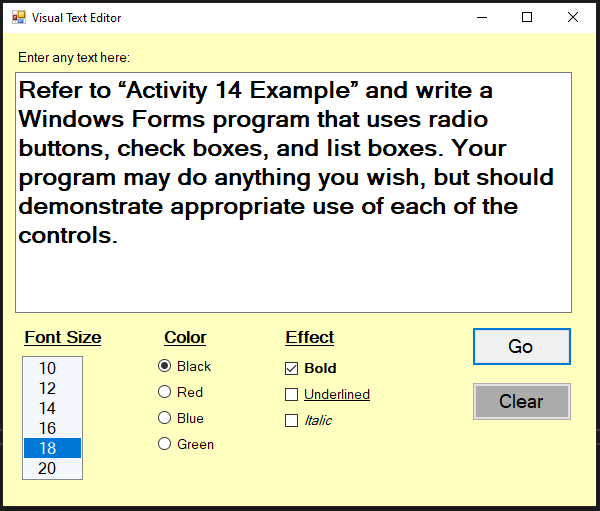 Visual Text Editor
Enter any text here:
Refer to “Activity 14 Example” and write a
Windows Forms program that uses radio
buttons, check boxes, and list boxes. Your
program may do anything you wish, but should
demonstrate appropriate use of each of the
controls.
Font Size
10
12
14
16
18
20
Color
Black
Red
Blue
Green
Effect
Bold
Underlined
Italic
Go
Clear